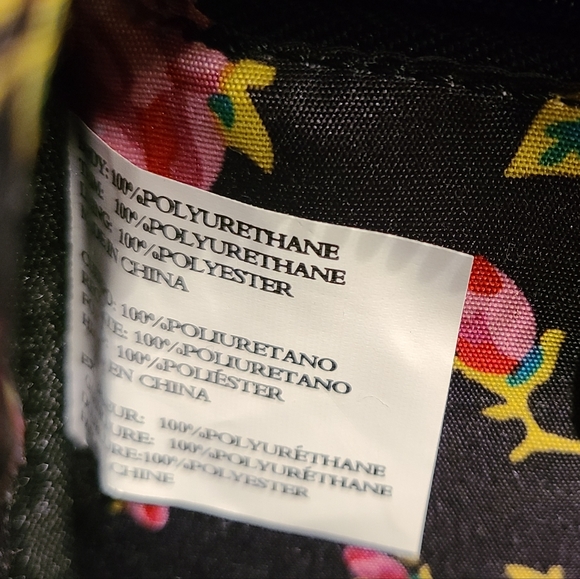 100%POLYURETHANE
100%POLYURETHANE
100%POLYESTER
IN CHINA
100%POLIURETANO
100%POLIURETANO
100%POLIÉSTER
EN CHINA
100%POLYURÉTHANE
100%POLYURÉTHANE
100%POLYESTER
CHINE